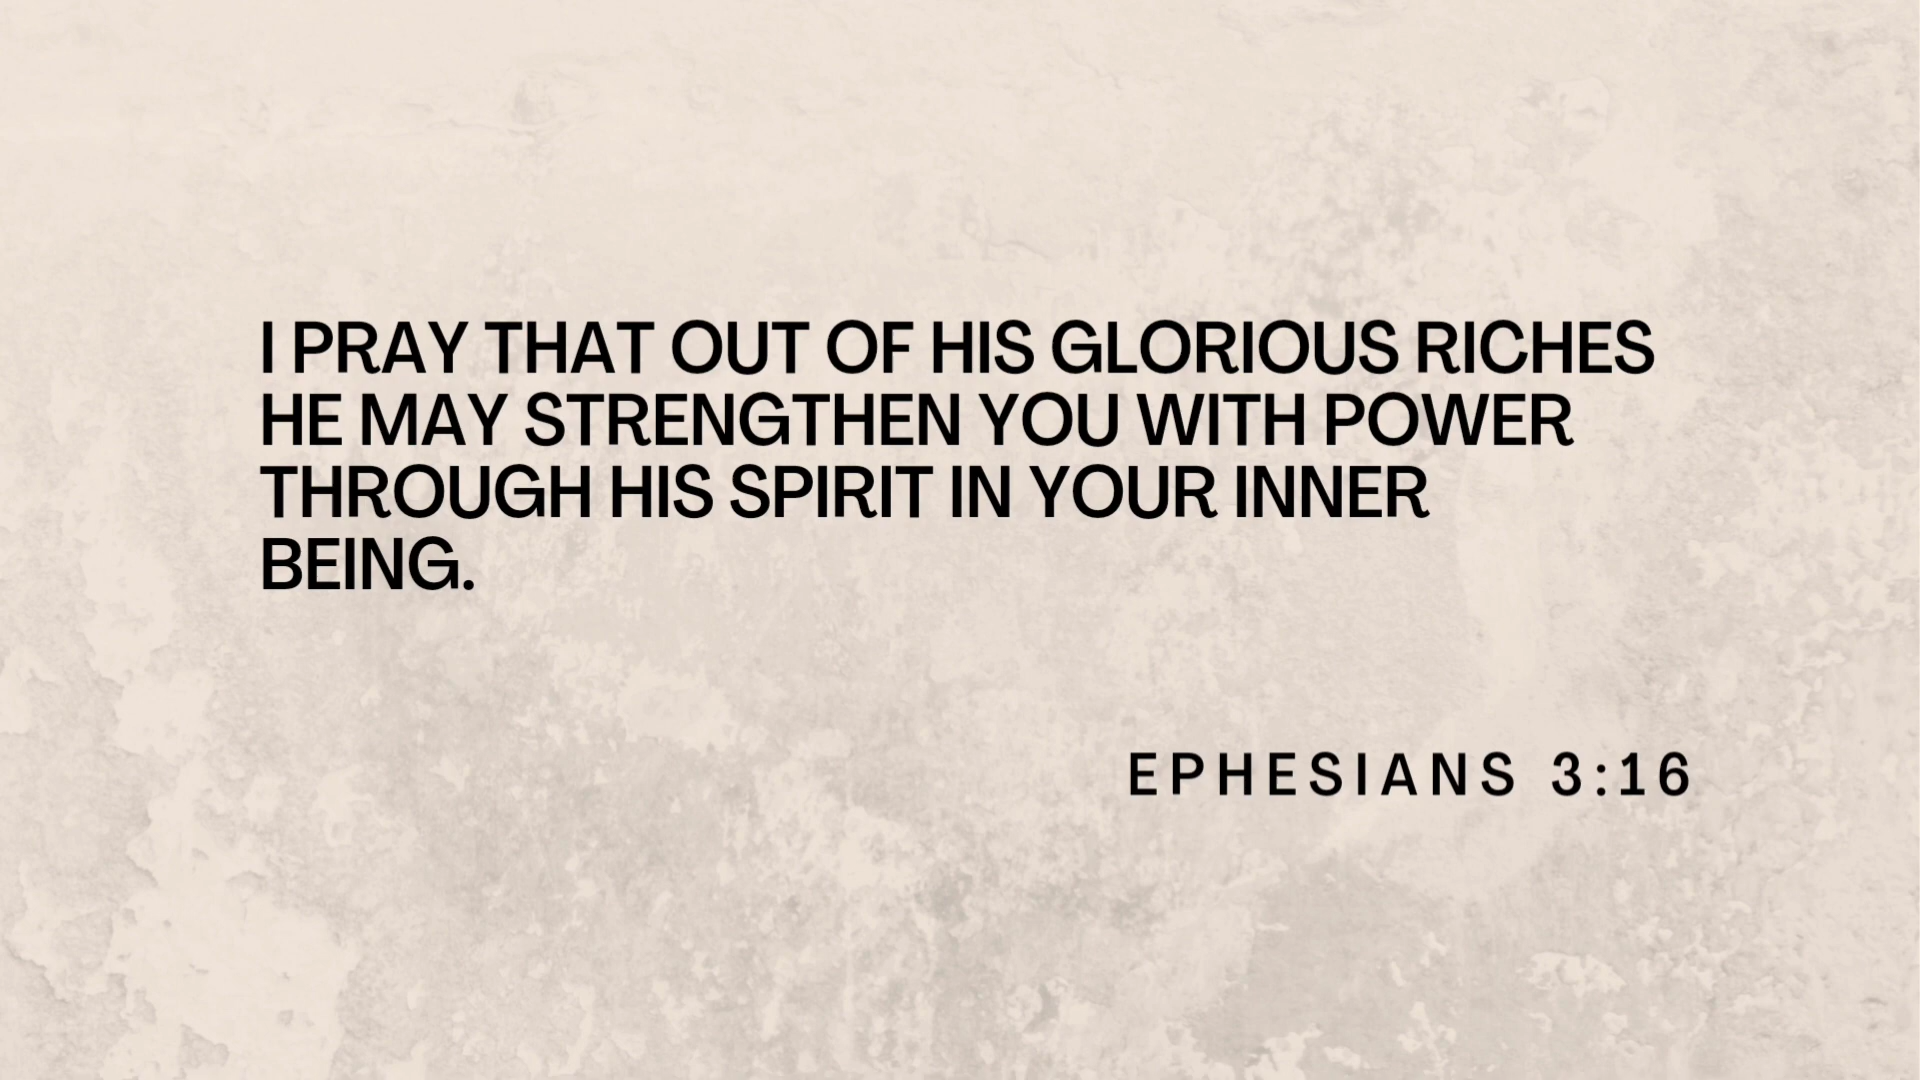 I PRAY THAT OUT OF HIS GLORIOUS RICHES
HE MAY STRENGTHEN YOU WITH POWER
THROUGH HIS SPIRIT IN YOUR INNER
BEING.
EPHESIANS 3:16